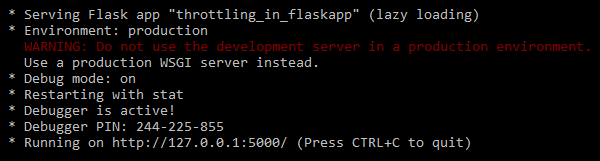 * Serving Flask app "throttling_in_flaskapp" (lazy loading)
* Environment: production
WARNING: Do not use the development server in a production environment.
Use a production WSGI server instead.
* Debug mode: on
* Restarting with stat
* Debugger is active!
* Debugger PIN: 244-225-855
* Running on http://127.0.0.1:5000/ (Press CTRL+C to quit)